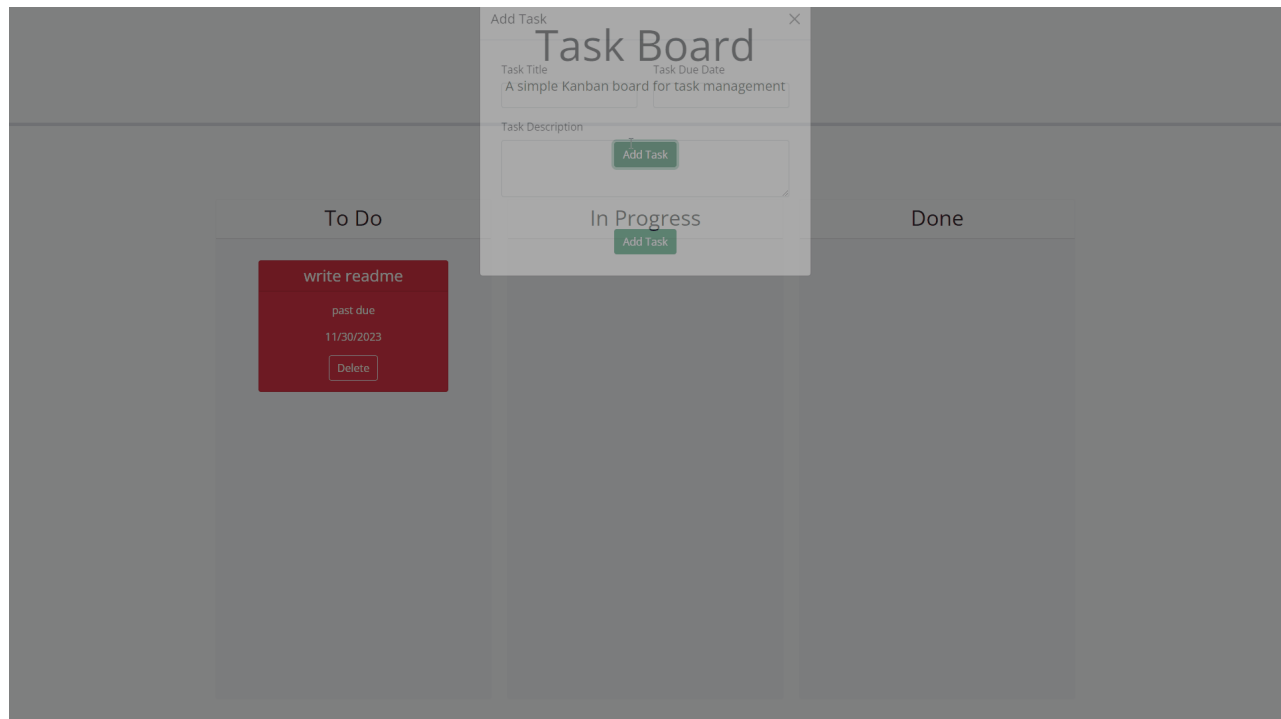 Add Task
Task Board
Task Title
Task Due Date
A simple Kanban board for task management
Task Description
Add Task
To Do
In Progress
Done
Add Task
write readme
past due
11/30/2023
Delete